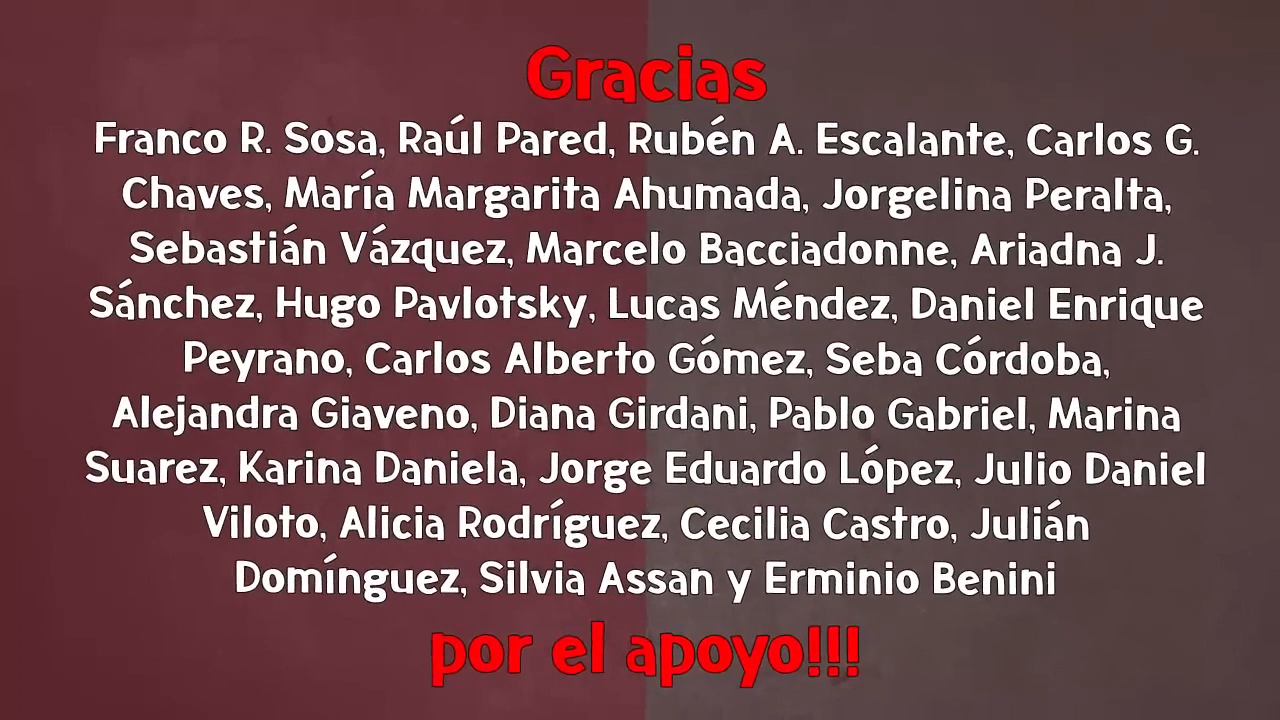 Gracias
Franco R. Sosa, Raúl Pared, Rubén A. Escalante, Carlos G.
Chaves, María Margarita Ahumada, Jorgelina Peralta,
Sebastián Vázquez, Marcelo Bacciadonne, Ariadna J.
Sánchez, Hugo Pavlotsky, Lucas Méndez, Daniel Enrique
Peyrano, Carlos Alberto Gómez, Seba Córdoba,
Alejandra Giaveno, Diana Girdani, Pablo Gabriel, Marina
Suarez, Karina Daniela, Jorge Eduardo López, Julio Daniel
Viloto, Alicia Rodríguez, Cecilia Castro, Julián
Domínguez, Silvia Assan y Erminio Benini
por el apoyo!!!